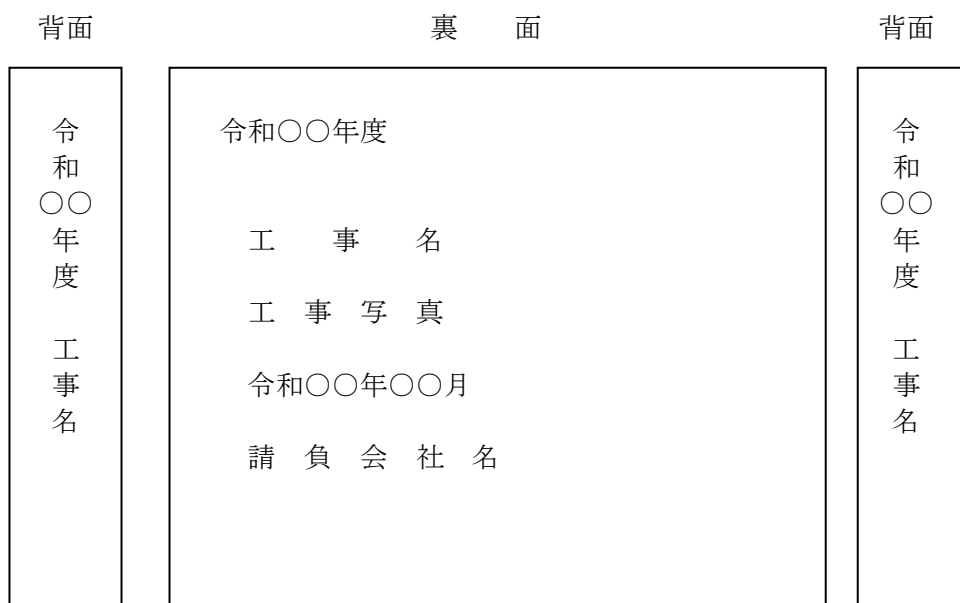 背面
令和○○年度 工事名
裏 面
令和○○年度
工 事 名
工 事 写 真
令和○○年○○月
請 負 会 社 名
背面
令和○○年度 工事名